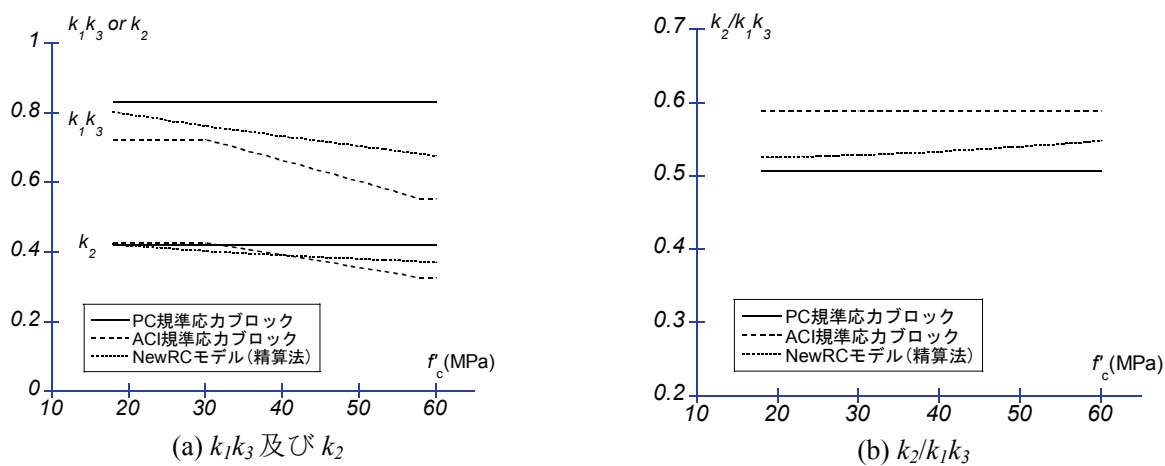 k₁k₃ or k₂
1
0.8
k₁k₃
0.6
0.4
k₂
0.2
0
PC規準応力ブロック
ACI規準応力ブロック
NewRCモデル(精算法)
f'c(MPa)
10 20 30 40 50 60
(a) k₁k₃ 及び k₂
k₂/k₁k₃
0.7
0.6
0.5
0.4
0.3
0.2
PC規準応力ブロック
ACI規準応力ブロック
NewRCモデル(精算法)
f'c(MPa)
10 20 30 40 50 60
(b) k₂/k₁k₃